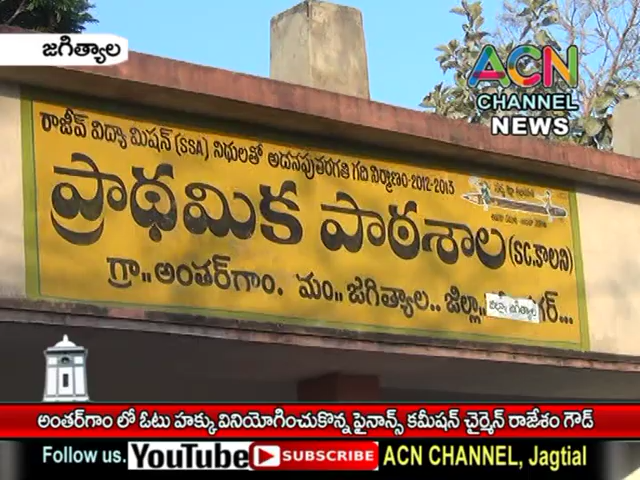 జగిత్యాల
ACN
CHANNEL
NEWS
రాజీవ్ విద్యా మిషన్ (SSA) నిధులతో అదనపుతరగతి గది నిర్మాణం-2012-2013
ప్రాథమిక పాఠశాల (SC.కాలని)
గ్రా,, అంతర్‌గాం. మం.. జగిత్యాల.. జిల్లా..
అంతర్‌గాం లో ఓటు హక్కు వినియోగించుకొన్న ఫైనాన్స్ కమీషన్ చైర్మెన్ రాజేశం గౌడ్
Follow us. YouTube SUBSCRIBE ACN CHANNEL, Jagtial